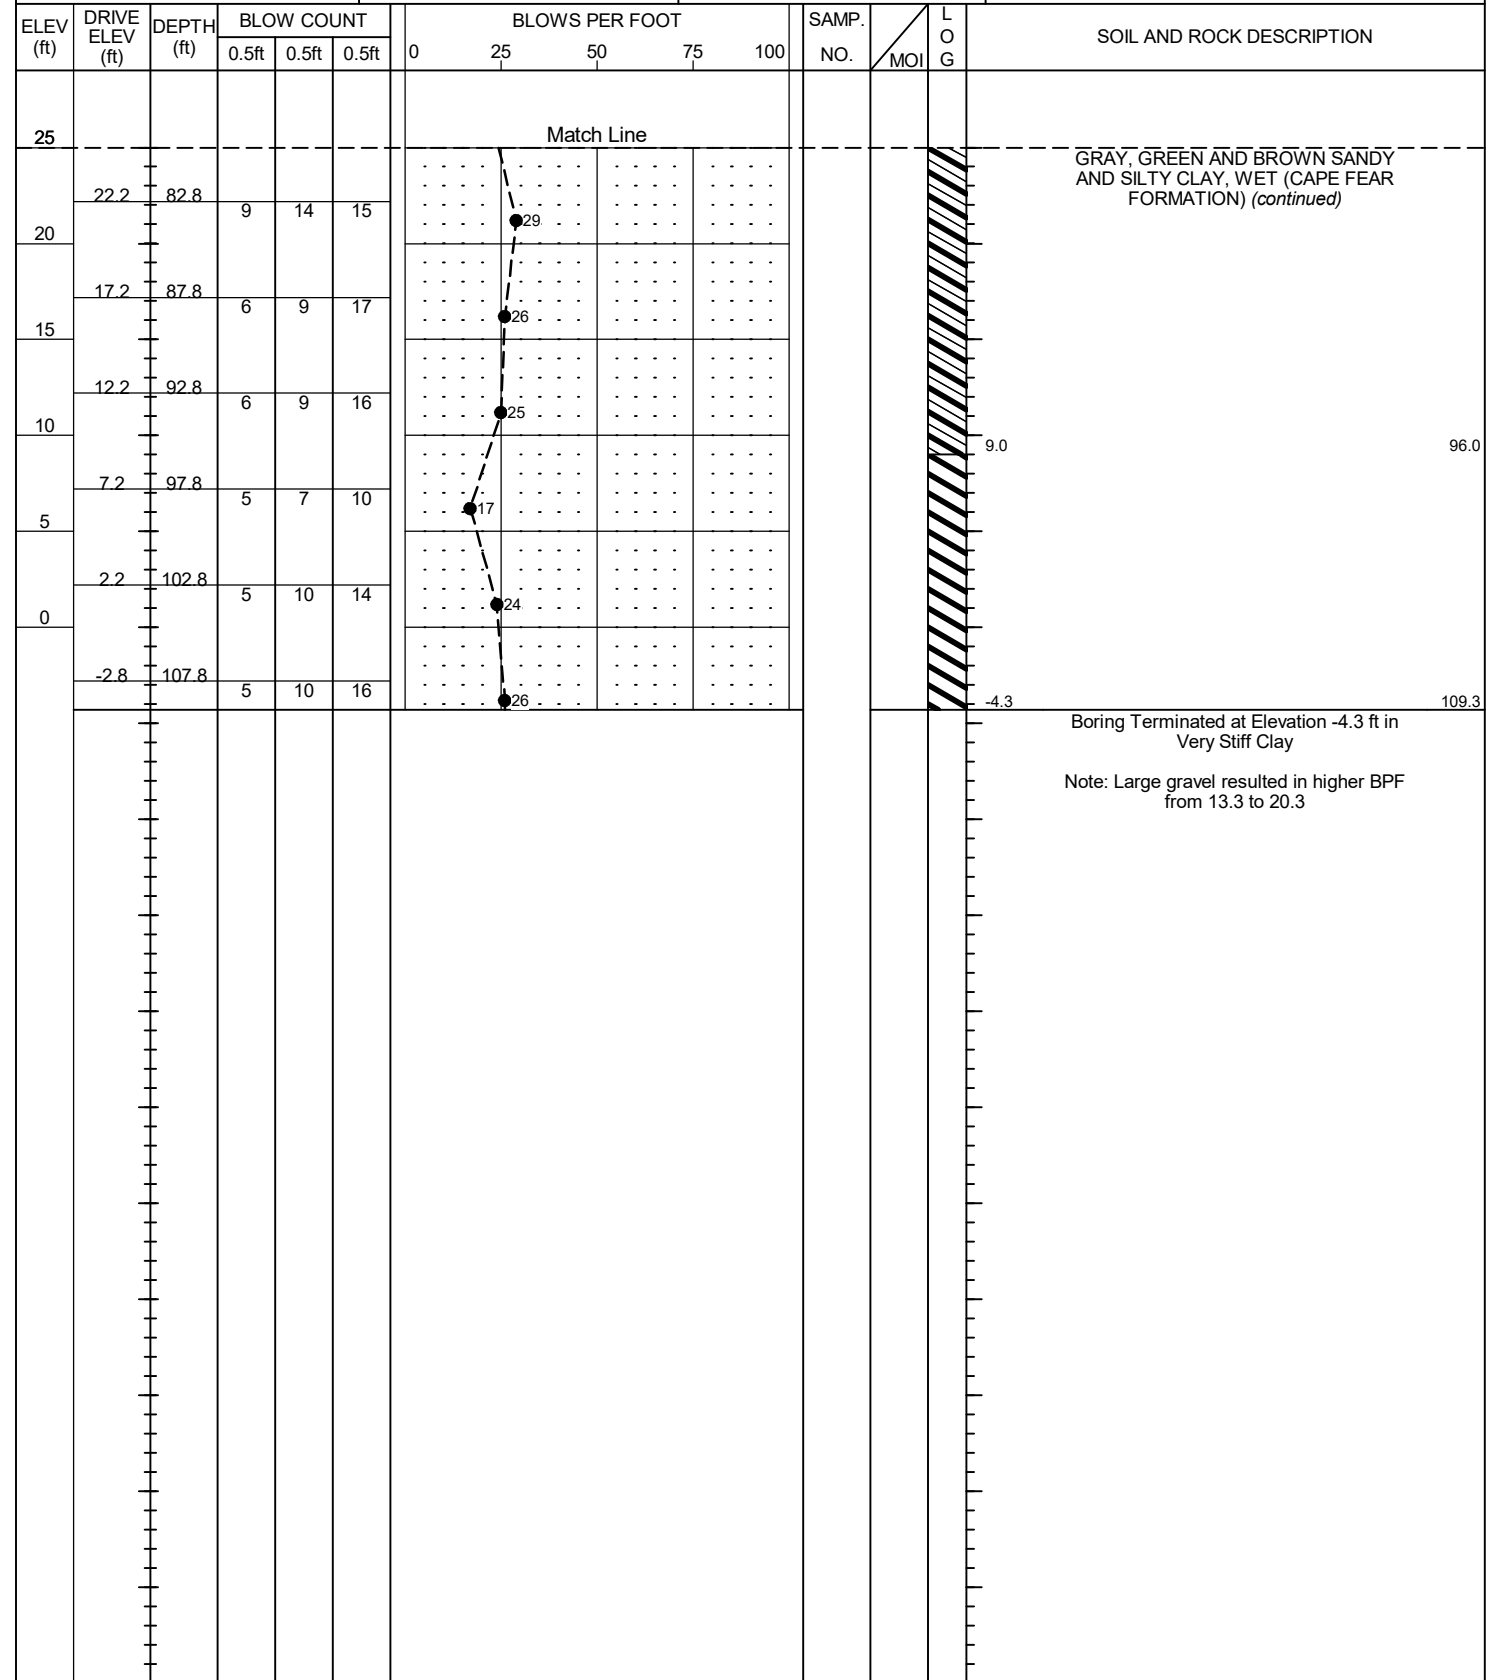 ELEV (ft) DRIVE ELEV (ft) DEPTH (ft) BLOW COUNT 0.5ft 0.5ft 0.5ft BLOWS PER FOOT 0 25 50 75 100 SAMP. NO. MOI LOG SOIL AND ROCK DESCRIPTION
25 Match Line
GRAY, GREEN AND BROWN SANDY
AND SILTY CLAY, WET (CAPE FEAR
FORMATION) (continued)
22.2 82.8 9 14 15 29
20
17.2 87.8 6 9 17 26
15
12.2 92.8 6 9 16 25
10
9.0 96.0
7.2 97.8 5 7 10 17
5
2.2 102.8 5 10 14 24
0
-2.8 107.8 5 10 16 26
-4.3 109.3
Boring Terminated at Elevation -4.3 ft in
Very Stiff Clay
Note: Large gravel resulted in higher BPF
from 13.3 to 20.3